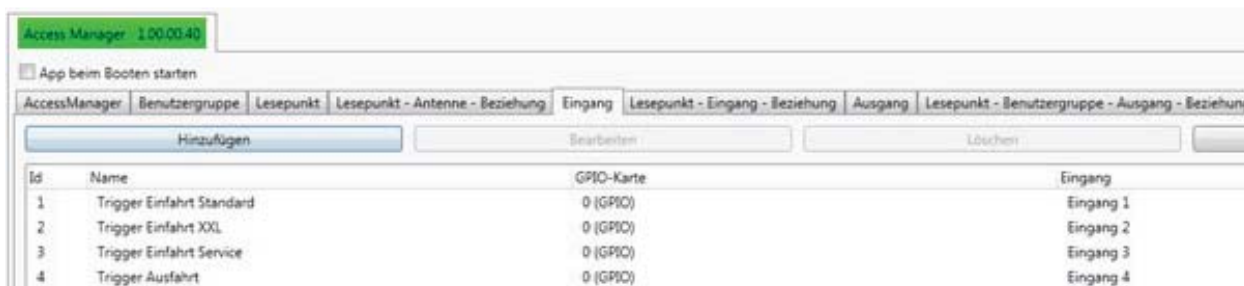 Access Manager 1.00.00.40
App beim Booten starten
AccessManager Benutzergruppe Lesepunkt Lesepunkt - Antenne - Beziehung Eingang Lesepunkt - Eingang - Beziehung Ausgang Lesepunkt - Benutzergruppe - Ausgang - Beziehung
Hinzufügen Bearbeiten Löschen
Id Name GPIO-Karte Eingang
1 Trigger Einfahrt Standard 0 (GPIO) Eingang 1
2 Trigger Einfahrt XXL 0 (GPIO) Eingang 2
3 Trigger Einfahrt Service 0 (GPIO) Eingang 3
4 Trigger Ausfahrt 0 (GPIO) Eingang 4